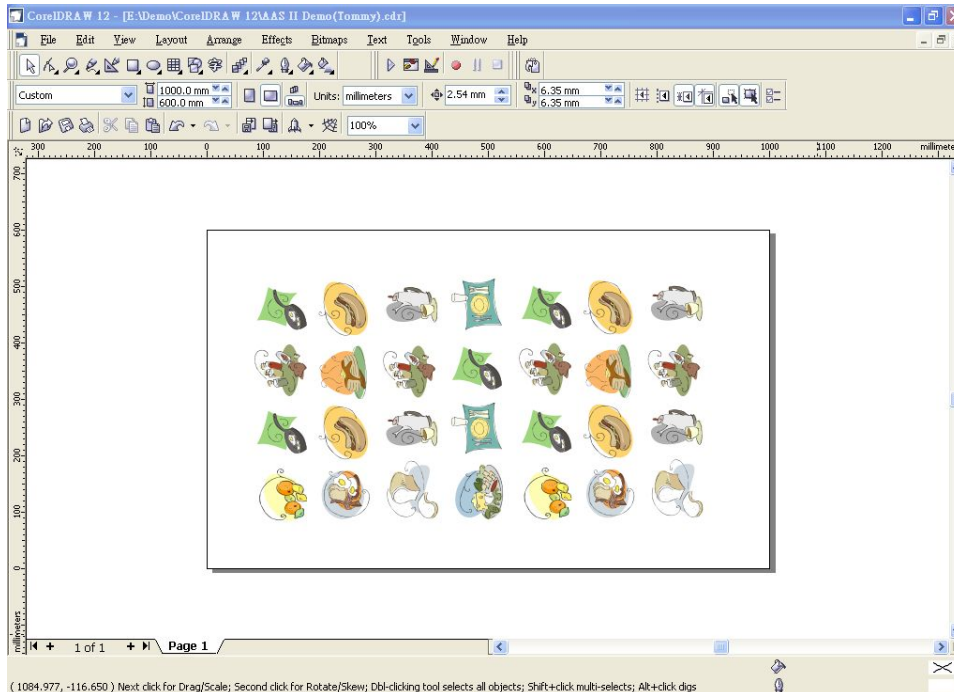 CorelDRAW 12 - [E:\Demo\CorelDRAW 12\AAS II Demo(Tommy).cdr]
File Edit View Layout Arrange Effects Bitmaps Text Tools Window Help
Custom 1000.0 mm 600.0 mm Units: millimeters 2.54 mm x 6.35 mm y 6.35 mm
100%
300 200 100 0 100 200 300 400 500 600 700 800 900 1000 1100 1200 millimete
700
600
500
400
300
200
100
0
millimeters
1 of 1 Page 1
( 1084.977, -116.650 ) Next click for Drag/Scale; Second click for Rotate/Skew; Dbl-clicking tool selects all objects; Shift+click multi-selects; Alt+click digs